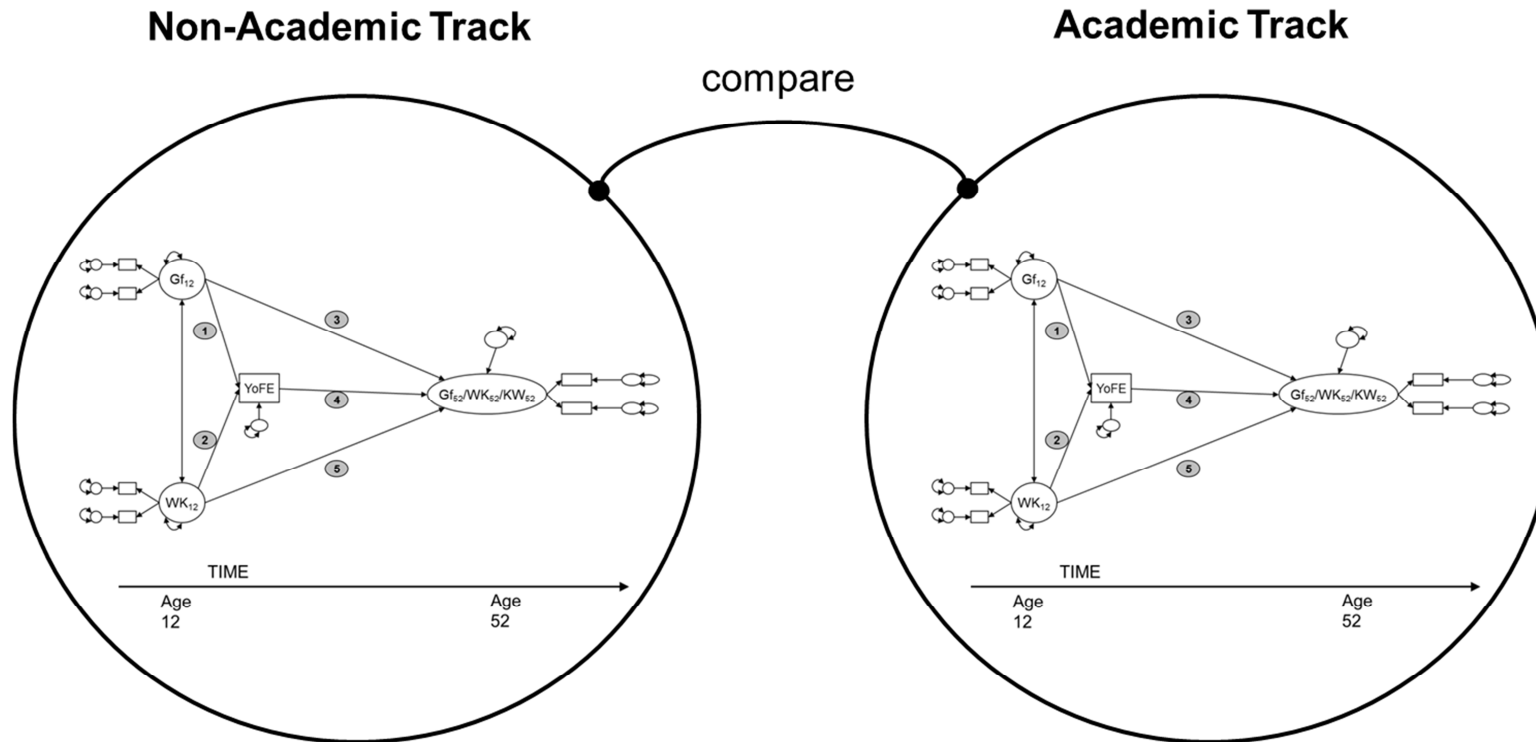 Non-Academic Track
Academic Track
compare
Gf12
1
3
YoFE
4
Gf52/WK52/KW52
2
5
WK12
TIME
Age
12
Age
52
Gf12
1
3
YoFE
4
Gf52/WK52/KW52
2
5
WK12
TIME
Age
12
Age
52